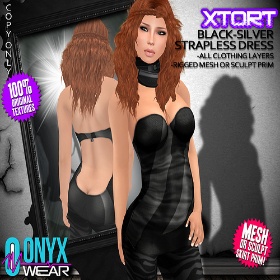 COPY ONLY
XTORT
BLACK-SILVER
STRAPLESS DRESS
-ALL CLOTHING LAYERS
-RIGGED MESH OR SCULPT PRIM
100%
ORIGINAL
TEXTURES
MESH
OR SCULPT
SKIRT PRIM!
ONYX
WEAR